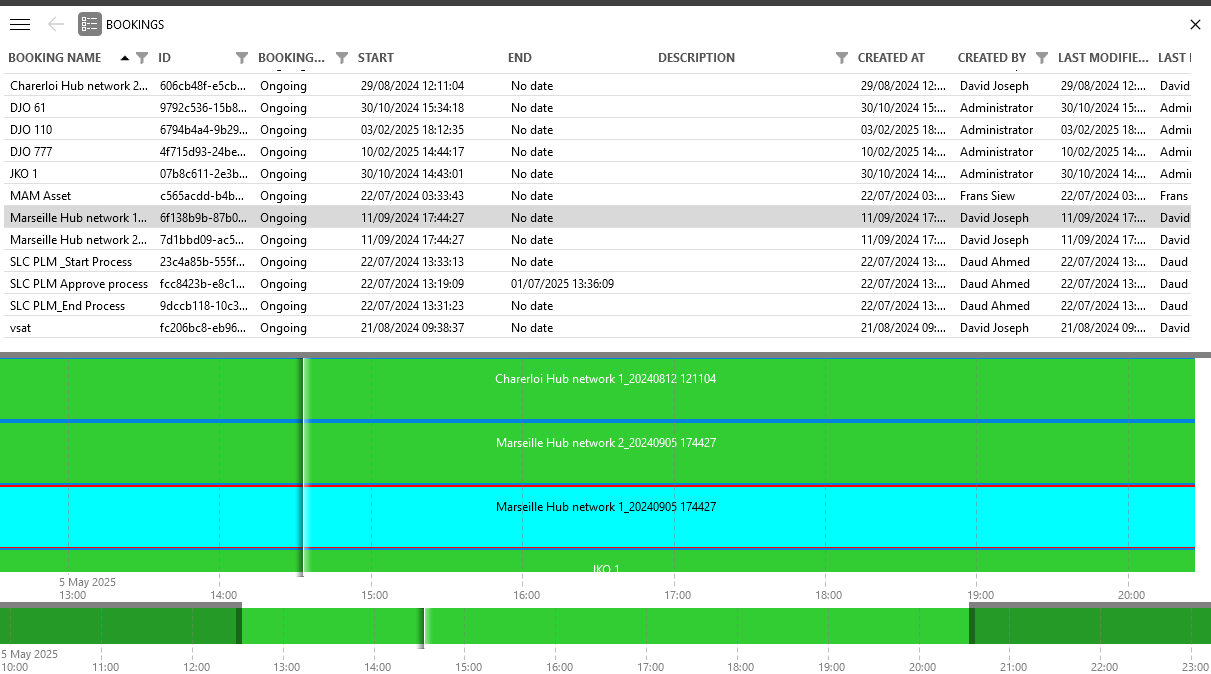 BOOKINGS
BOOKING NAME ID BOOKING... START END DESCRIPTION CREATED AT CREATED BY LAST MODIFIE... LAST
Charerloi Hub network 2... 606cb48f-e5cb... Ongoing 29/08/2024 12:11:04 No date 29/08/2024 12:... David Joseph 29/08/2024 12:... David
DJO 61 9792c536-15b8... Ongoing 30/10/2024 15:34:18 No date 30/10/2024 15:... Administrator 30/10/2024 15:... Admi
DJO 110 6794b4a4-9b29... Ongoing 03/02/2025 18:12:35 No date 03/02/2025 18:... Administrator 03/02/2025 18:... Admi
DJO 777 4f715d93-24be... Ongoing 10/02/2025 14:44:17 No date 10/02/2025 14:... Administrator 10/02/2025 14:... Admi
JKO 1 07b8c611-2e3b... Ongoing 30/10/2024 14:43:01 No date 30/10/2024 14:... Administrator 30/10/2024 14:... Admi
MAM Asset c565acdd-b4b... Ongoing 22/07/2024 03:33:43 No date 22/07/2024 03:... Frans Siew 22/07/2024 03:... Frans
Marseille Hub network 1... 6f138b9b-87b0... Ongoing 11/09/2024 17:44:27 No date 11/09/2024 17:... David Joseph 11/09/2024 17:... David
Marseille Hub network 2... 7d1bbd09-ac5... Ongoing 11/09/2024 17:44:27 No date 11/09/2024 17:... David Joseph 11/09/2024 17:... David
SLC PLM _Start Process 23c4a85b-555f... Ongoing 22/07/2024 13:33:13 No date 22/07/2024 13:... Daud Ahmed 22/07/2024 13:... Daud
SLC PLM Approve process fcc8423b-e8c1... Ongoing 22/07/2024 13:19:09 01/07/2025 13:36:09 22/07/2024 13:... Daud Ahmed 22/07/2024 13:... Daud
SLC PLM_End Process 9dccb118-10c3... Ongoing 22/07/2024 13:31:23 No date 22/07/2024 13:... Daud Ahmed 22/07/2024 13:... Daud
vsat fc206bc8-eb96... Ongoing 21/08/2024 09:38:37 No date 21/08/2024 09:... David Joseph 21/08/2024 09:... David
Charerloi Hub network 1_20240812 121104
Marseille Hub network 2_20240905 174427
Marseille Hub network 1_20240905 174427
JKO 1
5 May 2025
13:00 14:00 15:00 16:00 17:00 18:00 19:00 20:00
5 May 2025
10:00 11:00 12:00 13:00 14:00 15:00 16:00 17:00 18:00 19:00 20:00 21:00 22:00 23:00